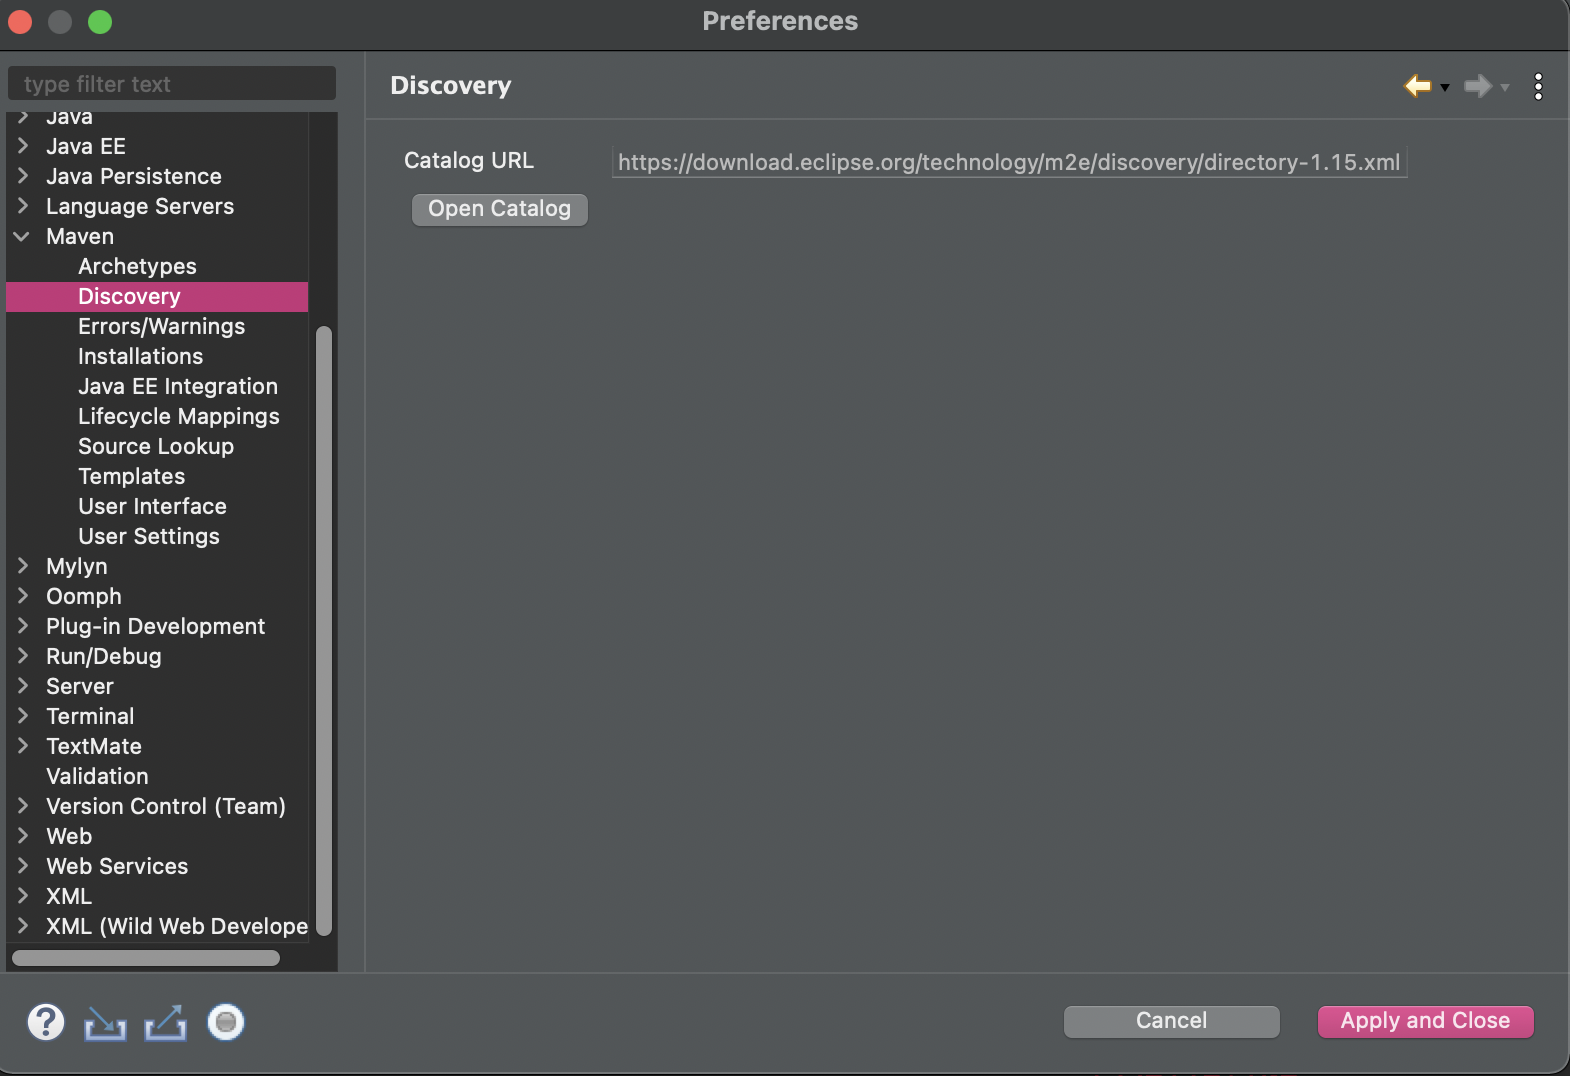 Preferences
type filter text
Java
Java EE
Java Persistence
Language Servers
Maven
Archetypes
Discovery
Errors/Warnings
Installations
Java EE Integration
Lifecycle Mappings
Source Lookup
Templates
User Interface
User Settings
Mylyn
Oomph
Plug-in Development
Run/Debug
Server
Terminal
TextMate
Validation
Version Control (Team)
Web
Web Services
XML
XML (Wild Web Develope
Discovery
Catalog URL https://download.eclipse.org/technology/m2e/discovery/directory-1.15.xml
Open Catalog
?
Cancel
Apply and Close